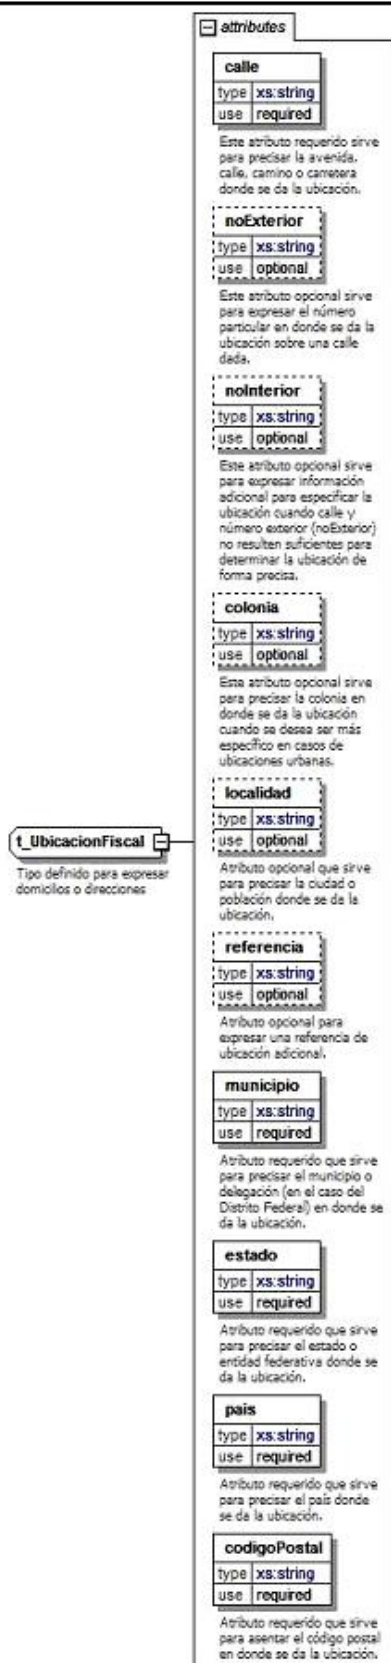 attributes
calle
type xs:string
use required
Este atributo requerido sirve
para precisar la avenida,
calle, camino o carretera
donde se da la ubicación.
noExterior
type xs:string
use optional
Este atributo opcional sirve
para expresar el número
particular en donde se da la
ubicación sobre una calle
dada.
noInterior
type xs:string
use optional
Este atributo opcional sirve
para expresar información
adicional para especificar la
ubicación cuando calle y
número exterior (noExterior)
no resulten suficientes para
determinar la ubicación de
forma precisa.
colonia
type xs:string
use optional
Este atributo opcional sirve
para precisar la colonia en
donde se da la ubicación
cuando se desea ser más
específico en casos de
ubicaciones urbanas.
localidad
type xs:string
use optional
Atributo opcional que sirve
para precisar la ciudad o
población donde se da la
ubicación.
t_UbicacionFiscal
Tipo definido para expresar
domicilios o direcciones
referencia
type xs:string
use optional
Atributo opcional para
expresar una referencia de
ubicación adicional.
municipio
type xs:string
use required
Atributo requerido que sirve
para precisar el municipio o
delegación (en el caso del
Distrito Federal) en donde se
da la ubicación.
estado
type xs:string
use required
Atributo requerido que sirve
para precisar el estado o
entidad federativa donde se
da la ubicación.
pais
type xs:string
use required
Atributo requerido que sirve
para precisar el país donde
se da la ubicación.
codigoPostal
type xs:string
use required
Atributo requerido que sirve
para asentar el código postal
en donde se da la ubicación.